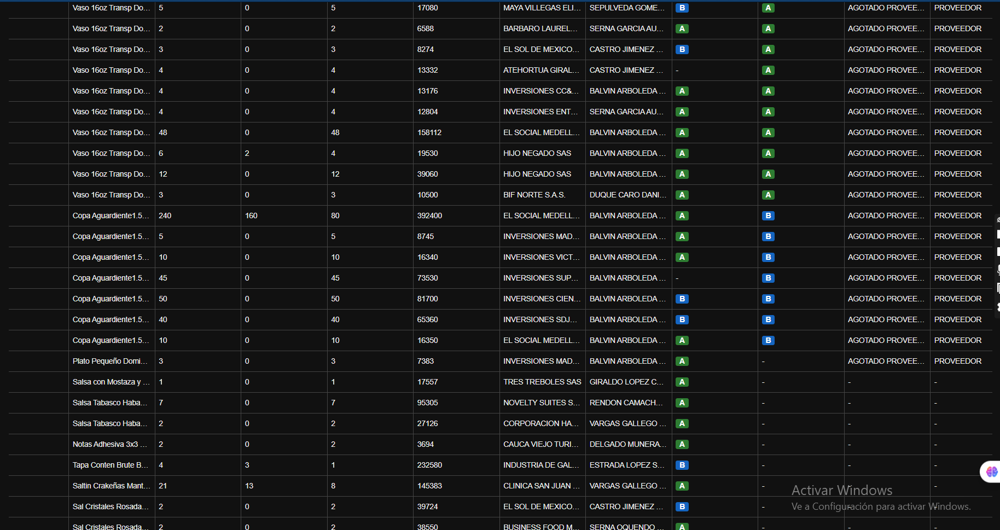 Vaso 16oz Transp Do... 5 0 5 17080 MAYA VILLEGAS ELI... SEPULVEDA GOME... B A AGOTADO PROVEE... PROVEEDOR
Vaso 16oz Transp Do... 2 0 2 6588 BARBARO LAUREL... SERNA GARCIA AU... A A AGOTADO PROVEE... PROVEEDOR
Vaso 16oz Transp Do... 3 0 3 8274 EL SOL DE MEXICO... CASTRO JIMENEZ ... B A AGOTADO PROVEE... PROVEEDOR
Vaso 16oz Transp Do... 4 0 4 13332 ATEHORTUA GIRAL... CASTRO JIMENEZ ... - A AGOTADO PROVEE... PROVEEDOR
Vaso 16oz Transp Do... 4 0 4 13176 INVERSIONES CC&... BALVIN ARBOLEDA ... A A AGOTADO PROVEE... PROVEEDOR
Vaso 16oz Transp Do... 4 0 4 12804 INVERSIONES ENT... SERNA GARCIA AU... A A AGOTADO PROVEE... PROVEEDOR
Vaso 16oz Transp Do... 48 0 48 158112 EL SOCIAL MEDELL... BALVIN ARBOLEDA ... A A AGOTADO PROVEE... PROVEEDOR
Vaso 16oz Transp Do... 6 2 4 19530 HIJO NEGADO SAS BALVIN ARBOLEDA ... A A AGOTADO PROVEE... PROVEEDOR
Vaso 16oz Transp Do... 12 0 12 39060 HIJO NEGADO SAS BALVIN ARBOLEDA ... A A AGOTADO PROVEE... PROVEEDOR
Vaso 16oz Transp Do... 3 0 3 10500 BIF NORTE S.A.S. DUQUE CARO DANI... A A AGOTADO PROVEE... PROVEEDOR
Copa Aguardiente1.5... 240 160 80 392400 EL SOCIAL MEDELL... BALVIN ARBOLEDA ... A B AGOTADO PROVEE... PROVEEDOR
Copa Aguardiente1.5... 5 0 5 8745 INVERSIONES MAD... BALVIN ARBOLEDA ... A B AGOTADO PROVEE... PROVEEDOR
Copa Aguardiente1.5... 10 0 10 16340 INVERSIONES VICT... BALVIN ARBOLEDA ... A B AGOTADO PROVEE... PROVEEDOR
Copa Aguardiente1.5... 45 0 45 73530 INVERSIONES SUP... BALVIN ARBOLEDA ... - B AGOTADO PROVEE... PROVEEDOR
Copa Aguardiente1.5... 50 0 50 81700 INVERSIONES CIEN... BALVIN ARBOLEDA ... B B AGOTADO PROVEE... PROVEEDOR
Copa Aguardiente1.5... 40 0 40 65360 INVERSIONES SDJ... BALVIN ARBOLEDA ... B B AGOTADO PROVEE... PROVEEDOR
Copa Aguardiente1.5... 10 0 10 16350 EL SOCIAL MEDELL... BALVIN ARBOLEDA ... A B AGOTADO PROVEE... PROVEEDOR
Plato Pequeño Domi... 3 0 3 7383 INVERSIONES MAD... BALVIN ARBOLEDA ... A - AGOTADO PROVEE... PROVEEDOR
Salsa con Mostaza y ... 1 0 1 17557 TRES TREBOLES SAS GIRALDO LOPEZ C... A - - -
Salsa Tabasco Haba... 7 0 7 95305 NOVELTY SUITES S... RENDON CAMACH... A - - -
Salsa Tabasco Haba... 2 0 2 27126 CORPORACION HA... VARGAS GALLEGO ... A - - -
Notas Adhesiva 3x3 ... 2 0 2 3694 CAUCA VIEJO TURI... DELGADO MUNERA... A - - -
Tapa Conten Brute B... 4 3 1 232580 INDUSTRIA DE GAL... ESTRADA LOPEZ S... B - - -
Saltin Crakeñas Mant... 21 13 8 145383 CLINICA SAN JUAN ... VARGAS GALLEGO ... A - - -
Activar Windows
Sal Cristales Rosada... 2 0 2 39724 EL SOL DE MEXICO... CASTRO JIMENEZ ... B - - -
Ve a Configuración para activar Windows.
Sal Cristales Rosada... 2 0 2 38550 BUSINESS FOOD M... SERNA OQUENDO ... A - - -